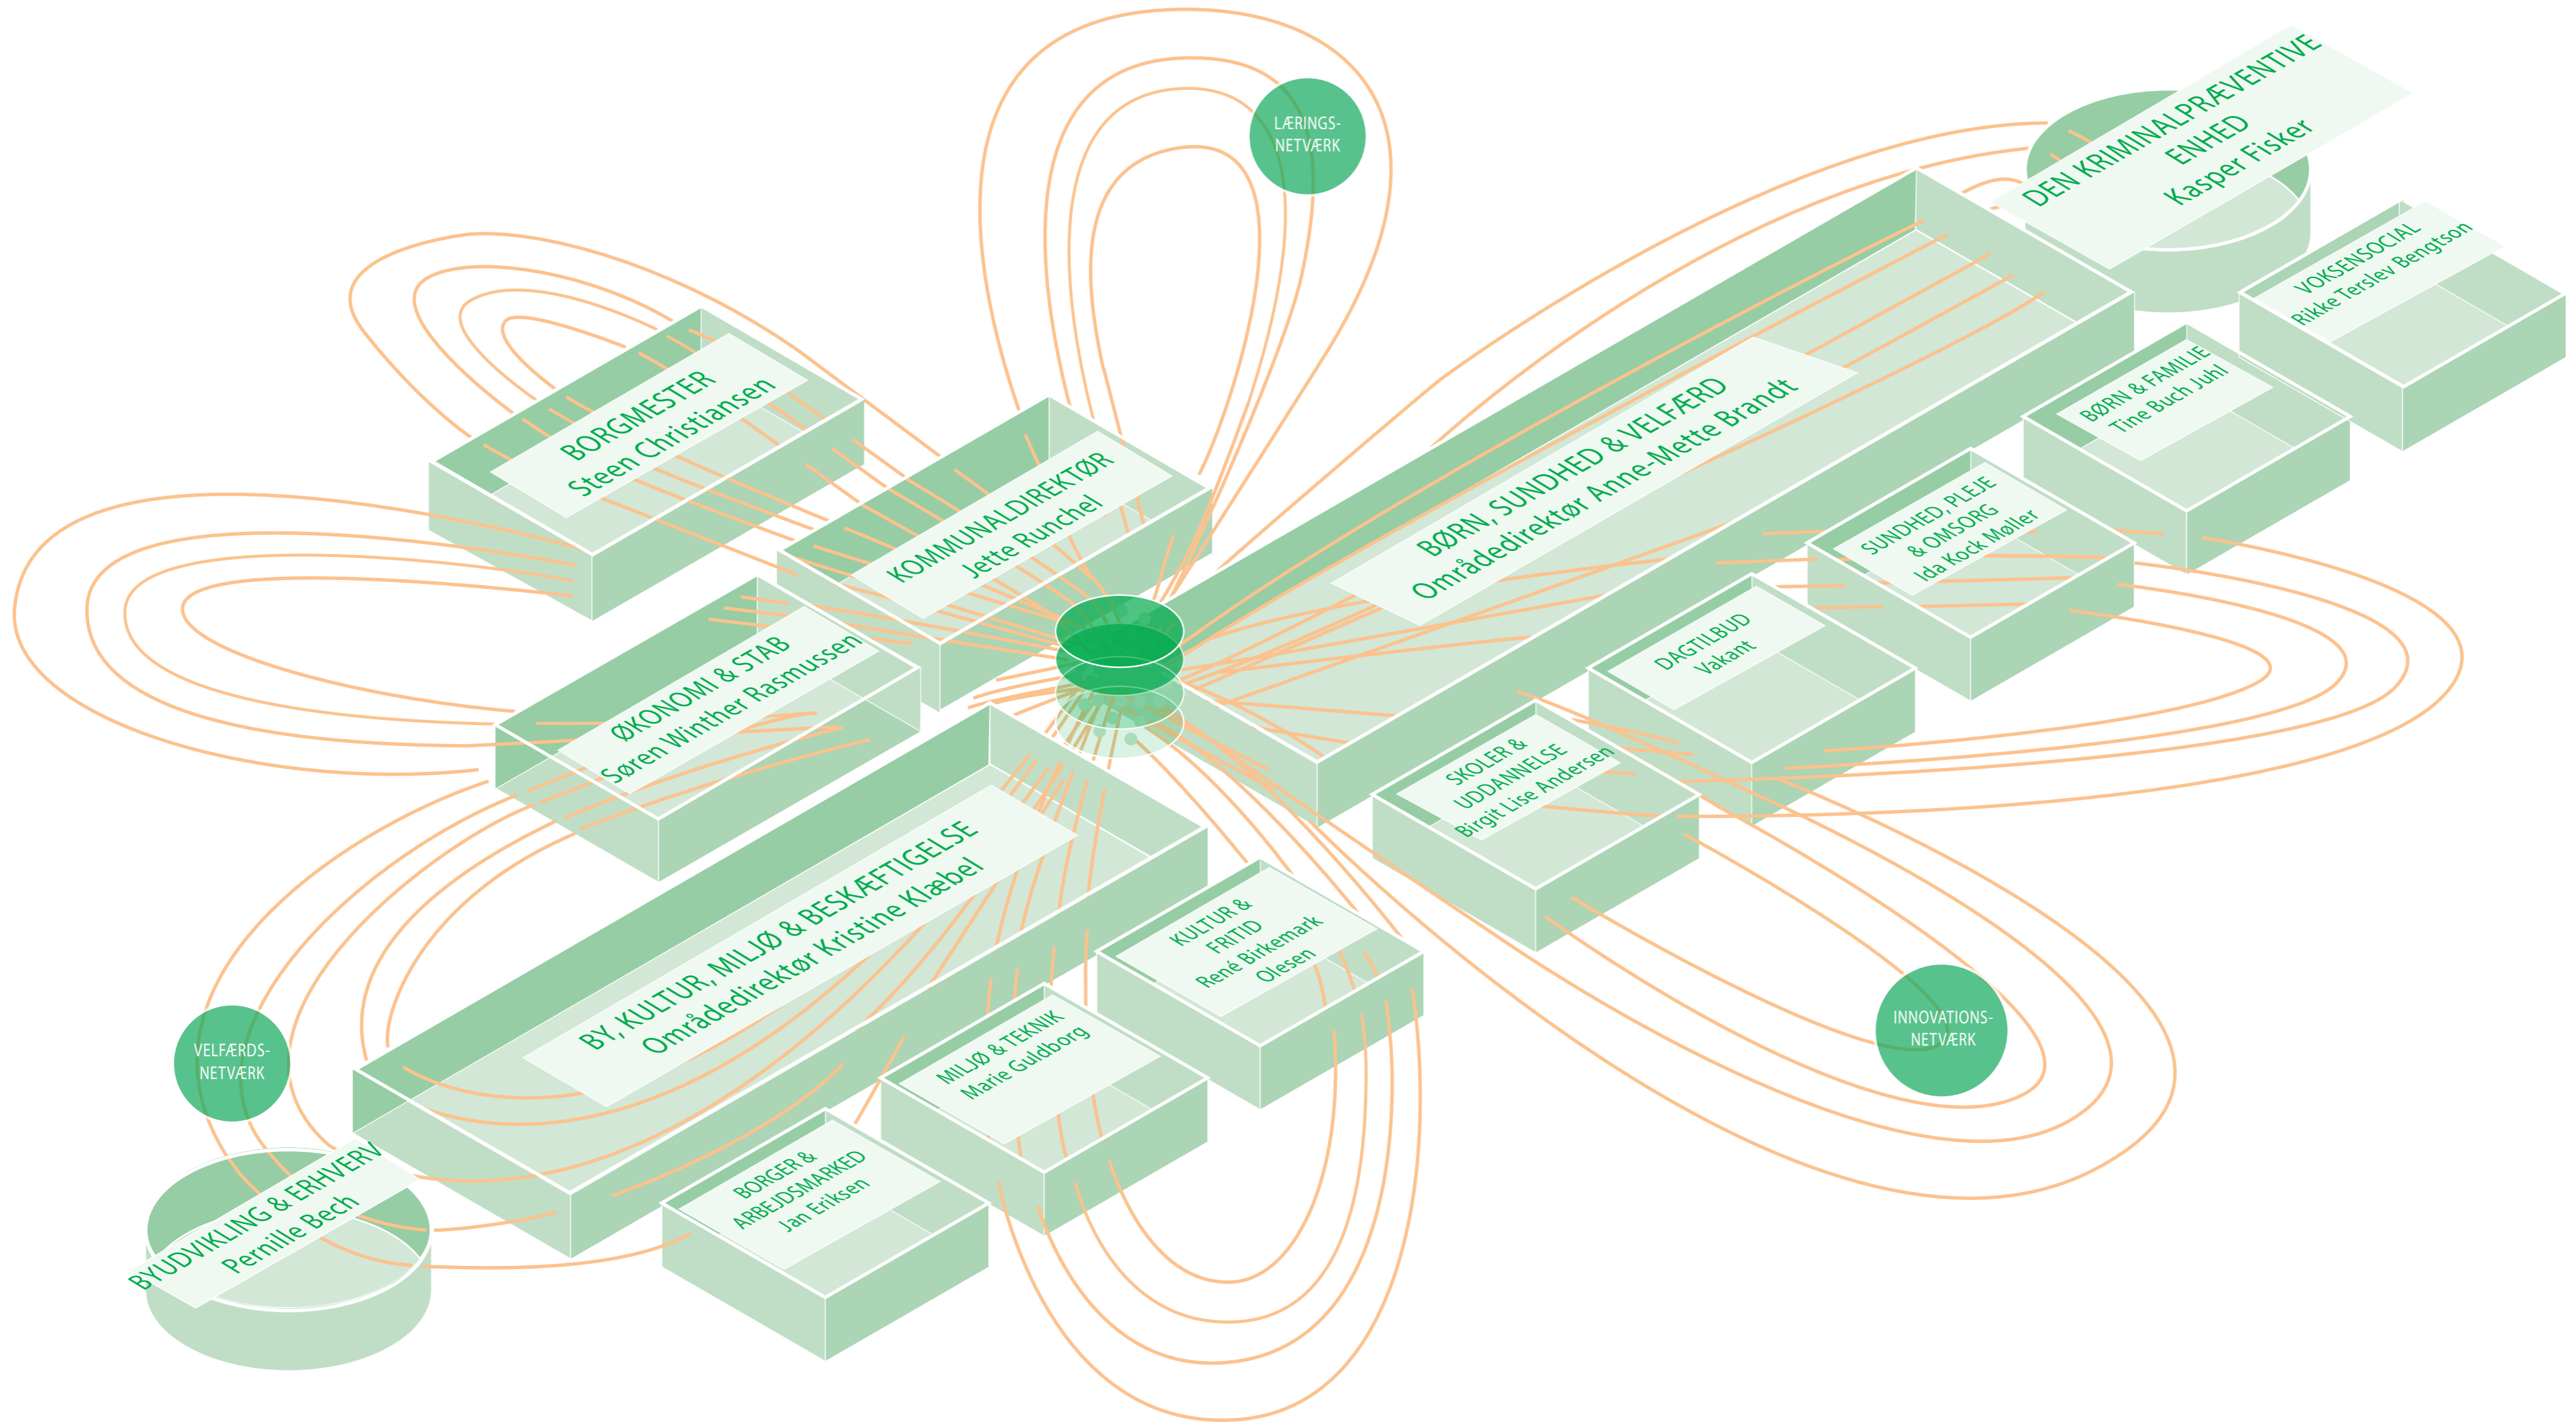 LÆRINGS-
NETVÆRK
DEN KRIMINALPRÆVENTIVE
ENHED
Kasper Fisker
VOKSENSOCIAL
Rikke Terslev Bengtson
BØRN & FAMILIE
Tine Buch Juhl
BORGMESTER
Steen Christiansen
KOMMUNALDIREKTØR
Jette Runchel
BØRN, SUNDHED & VELFÆRD
Områdedirektør Anne-Mette Brandt
SUNDHED, PLEJE
& OMSORG
Ida Kock Møller
DAGTILBUD
Vakant
ØKONOMI & STAB
Søren Winther Rasmussen
SKOLER &
UDDANNELSE
Birgit Lise Andersen
BY, KULTUR, MILJØ & BESKÆFTIGELSE
Områdedirektør Kristine Klæbel
KULTUR &
FRITID
René Birkemark
Olesen
MILJØ & TEKNIK
Marie Guldborg
INNOVATIONS-
NETVÆRK
VELFÆRDS-
NETVÆRK
BORGER &
ARBEJDSMARKED
Jan Eriksen
BYUDVIKLING & ERHVERV
Pernille Bech